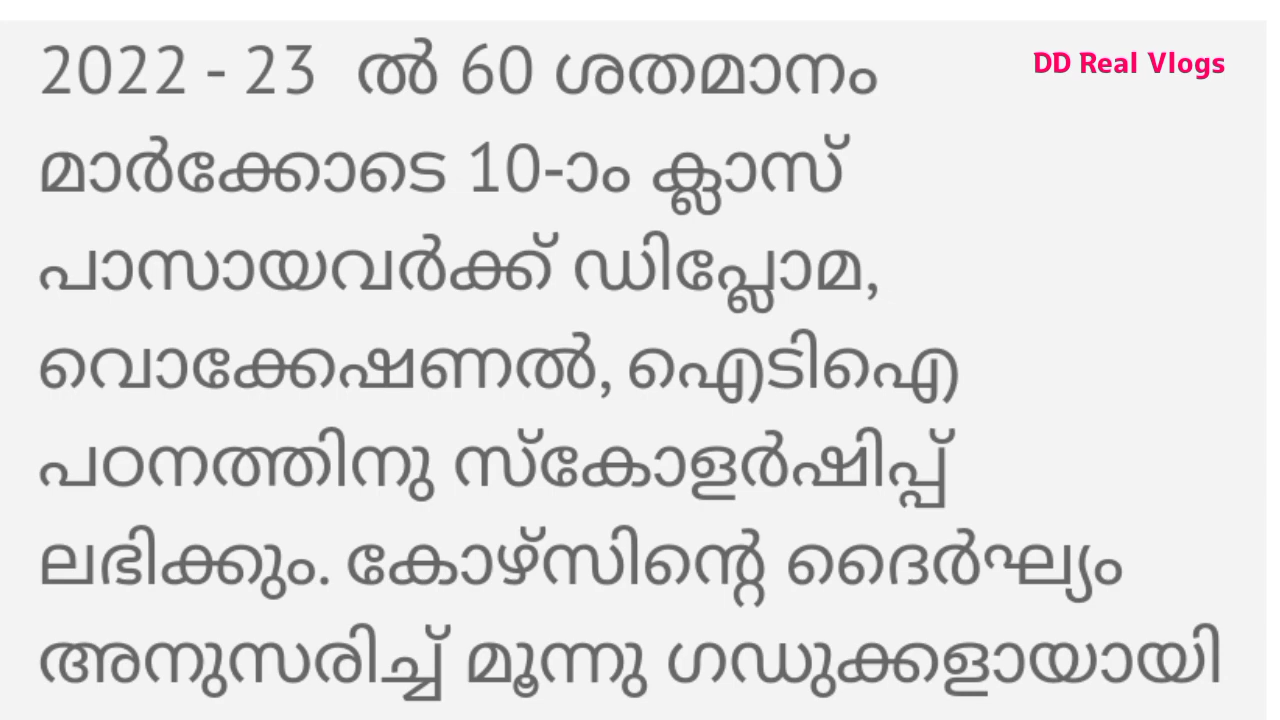 2022 - 23 ൽ 60 ശതമാനം
DD Real Vlogs
മാർക്കോടെ 10-ാം ക്ലാസ്
പാസായവർക്ക് ഡിപ്ലോമ,
വൊക്കേഷണൽ, ഐടിഐ
പഠനത്തിനു സ്കോളർഷിപ്പ്
ലഭിക്കും. കോഴ്സിന്റെ ദൈർഘ്യം
അനുസരിച്ച് മൂന്നു ഗഡുക്കളായായി